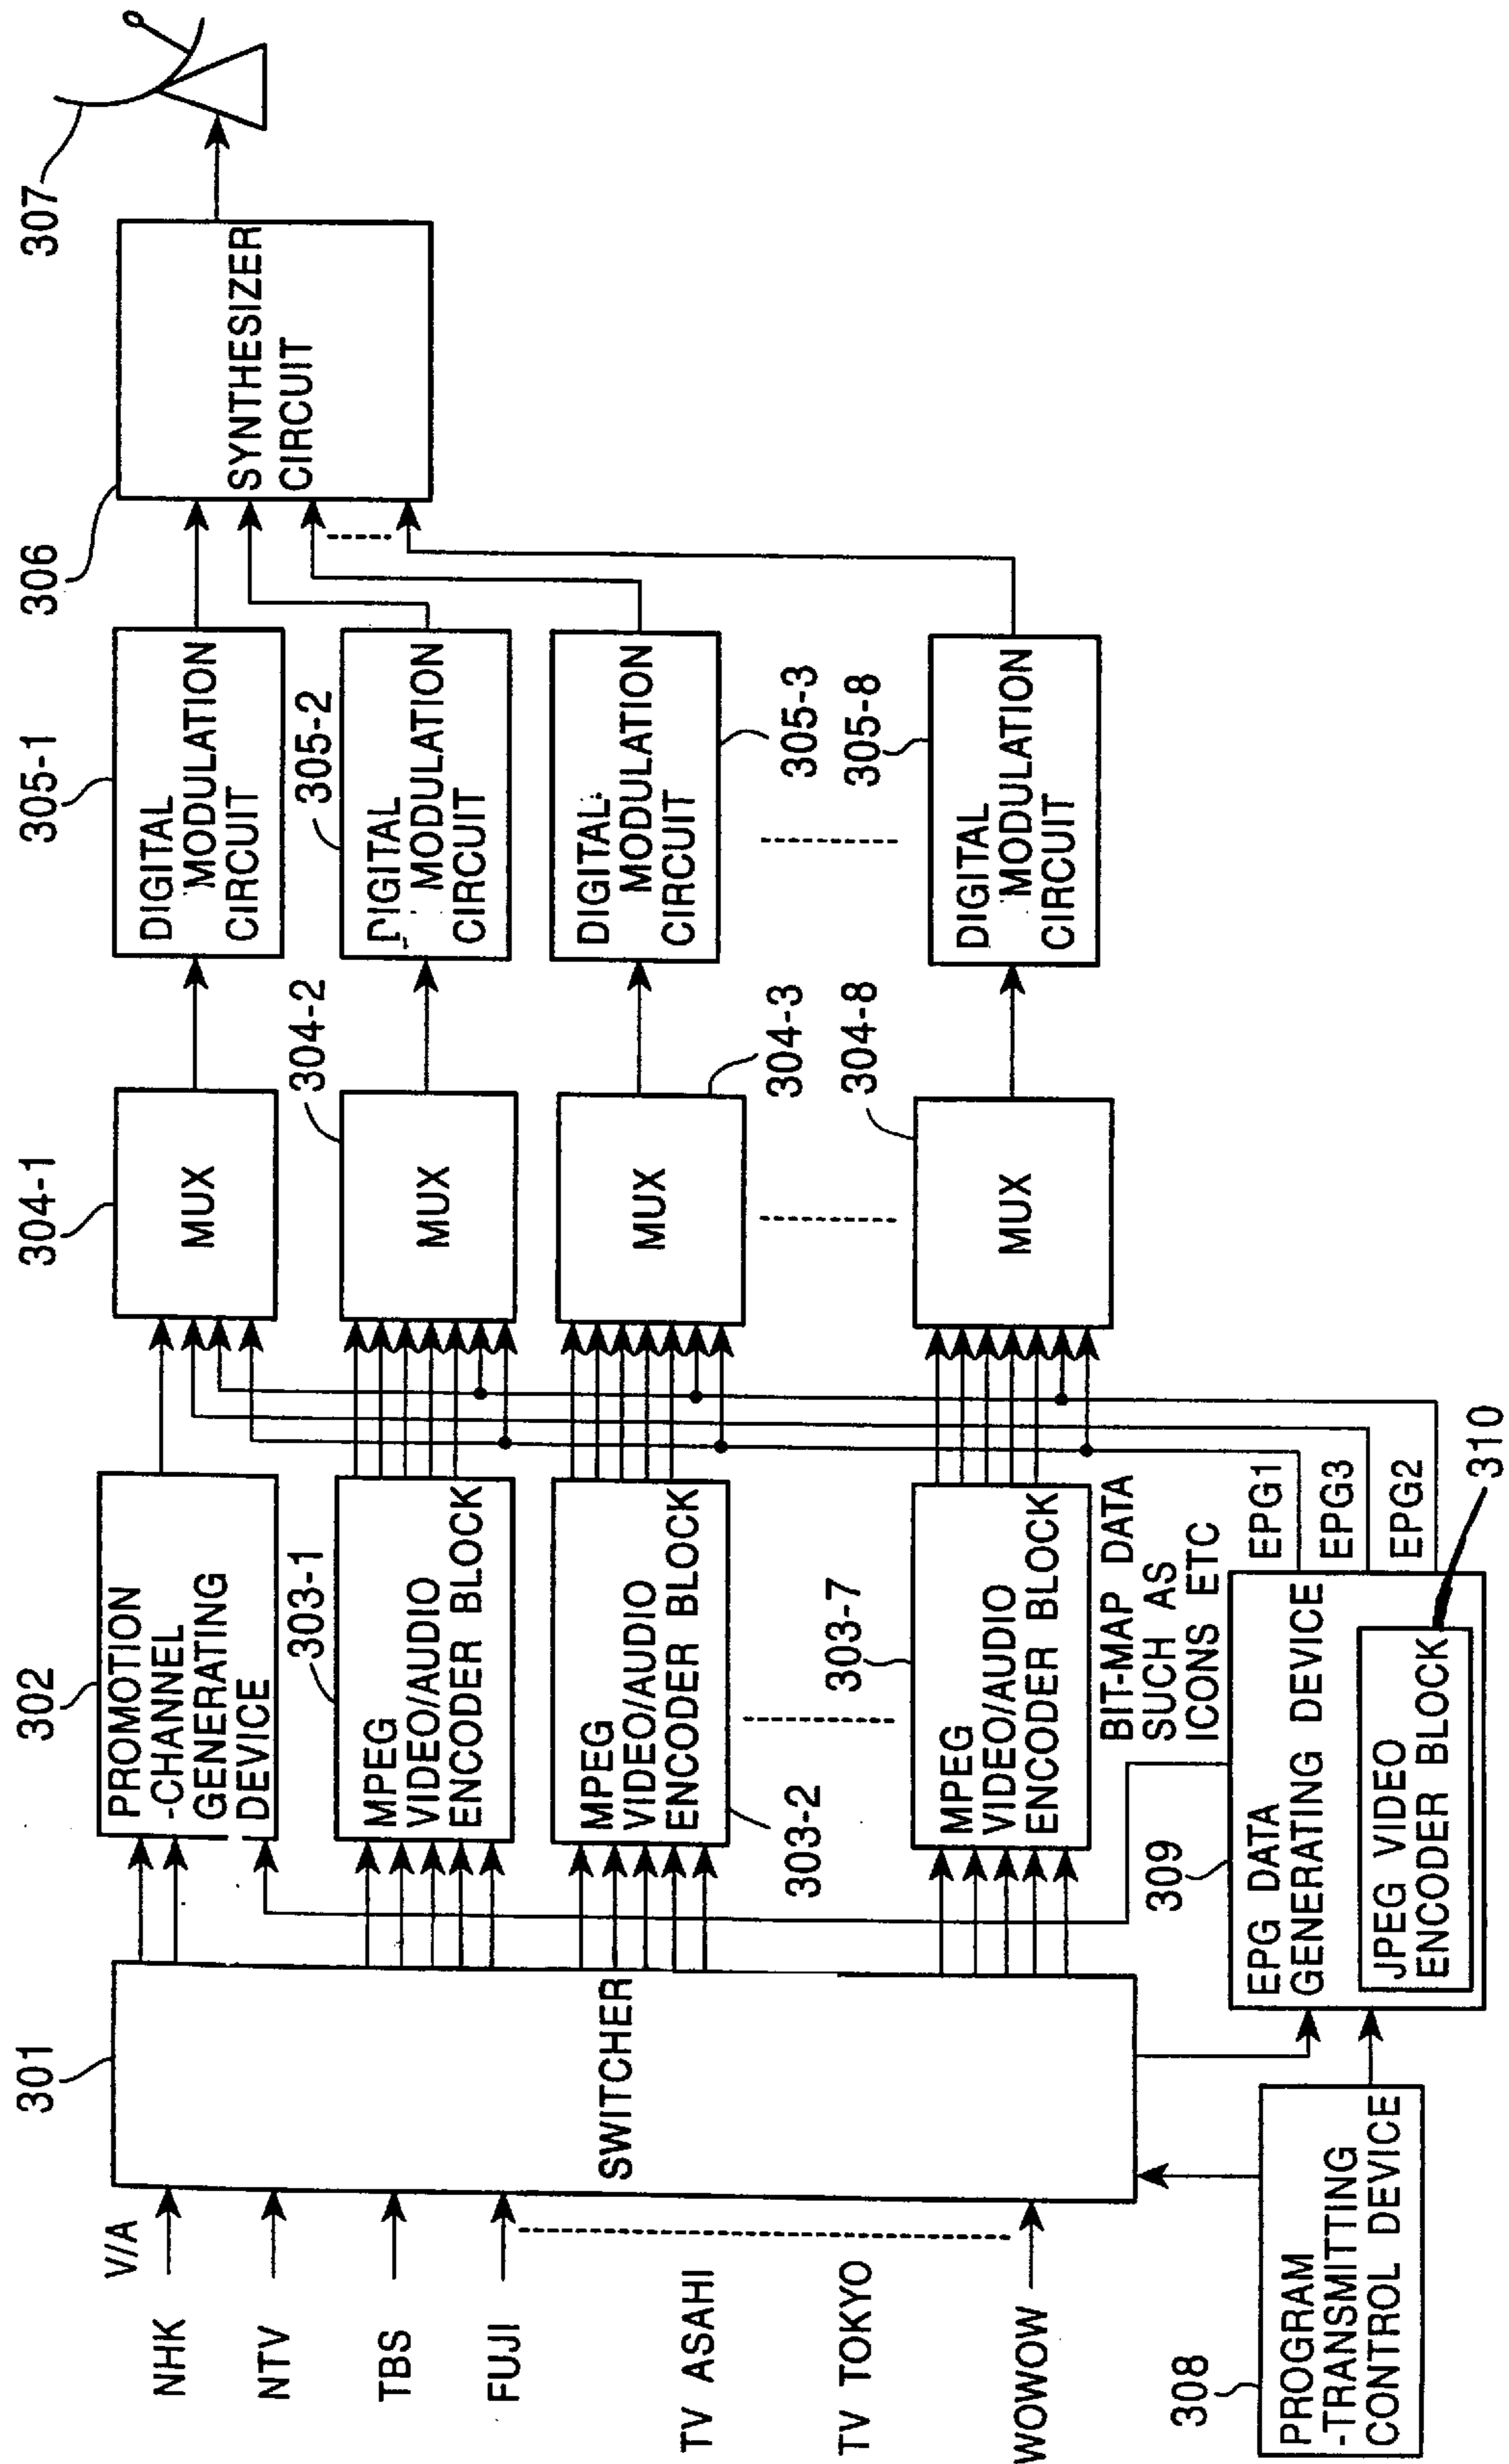 V/A
NHK
NTV
TBS
FUJI
TV ASAHI
TV TOKYO
WOWOW
301
SWITCHER
308
PROGRAM
-TRANSMITTING
CONTROL DEVICE
302
PROMOTION
-CHANNEL
GENERATING
DEVICE
303-1
MPEG
VIDEO/AUDIO
ENCODER BLOCK
MPEG
VIDEO/AUDIO
ENCODER BLOCK
303-2
303-7
MPEG
VIDEO/AUDIO
ENCODER BLOCK
BIT-MAP DATA
SUCH AS
ICONS ETC
309
EPG DATA
GENERATING DEVICE
JPEG VIDEO
ENCODER BLOCK
EPG1
EPG3
EPG2
310
304-1
MUX
304-2
MUX
MUX
304-3
304-8
MUX
305-1
DIGITAL
MODULATION
CIRCUIT
305-2
DIGITAL
MODULATION
CIRCUIT
DIGITAL
MODULATION
CIRCUIT
305-3
305-8
DIGITAL
MODULATION
CIRCUIT
306
SYNTHESIZER
CIRCUIT
307